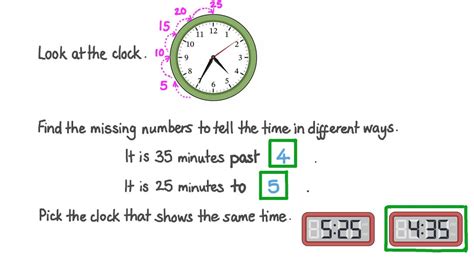 25
20
15
10
5
12
11 1
10 2
9 3
8 4
7 5
6
Look at the clock.
Find the missing numbers to tell the time in different ways.
It is 35 minutes past 4.
It is 25 minutes to 5.
Pick the clock that shows the same time. 5:25 4:35